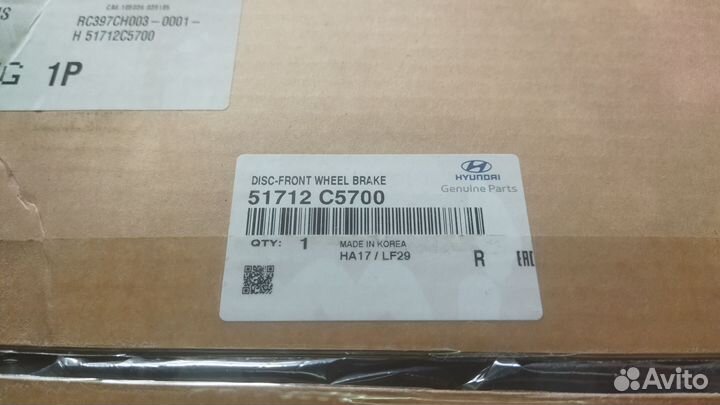 RC397CH003-0001-
H 51712C5700
G 1P
DISC-FRONT WHEEL BRAKE
51712 C5700
HYUNDAI
Genuine Parts
QTY: 1
MADE IN KOREA
HA17 / LF29
R
EAC
Avito